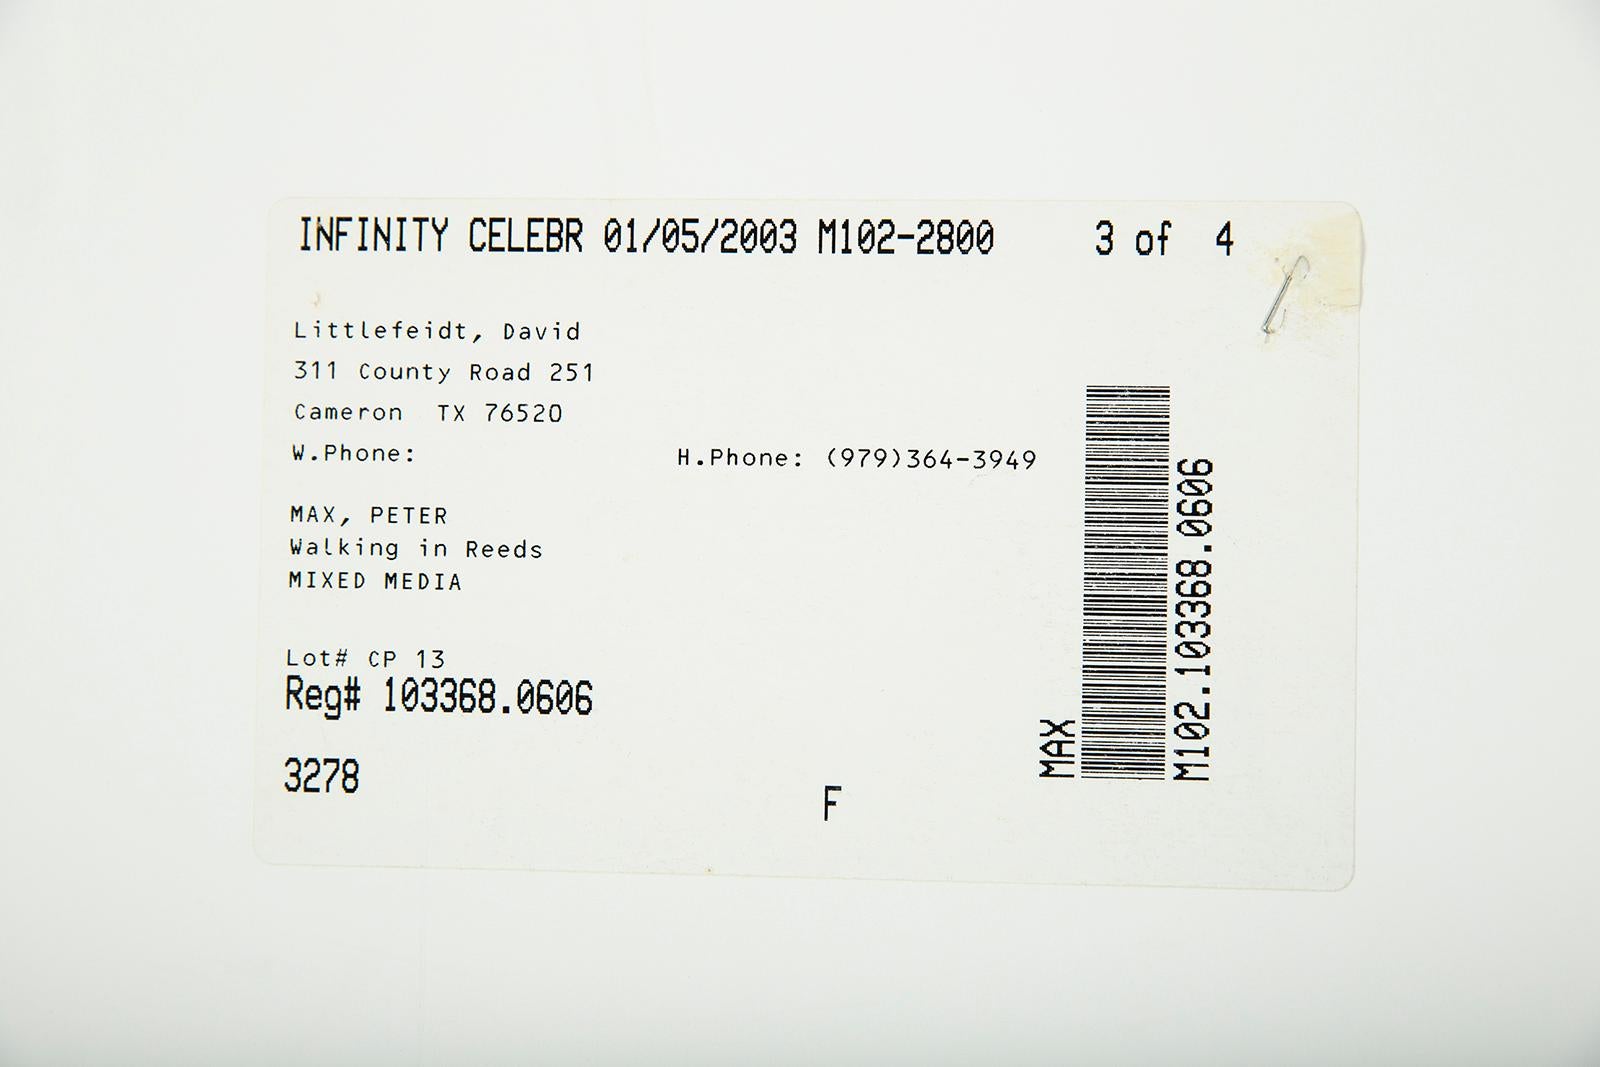 INFINITY CELEBR 01/05/2003 M102-2800 3 of 4
Littlefeidt, David
311 County Road 251
Cameron TX 76520
W.Phone: H.Phone: (979)364-3949
MAX, PETER
Walking in Reeds
MIXED MEDIA
Lot# CP 13
Reg# 103368.0606
3278
F
MAX
M102.103368.0606